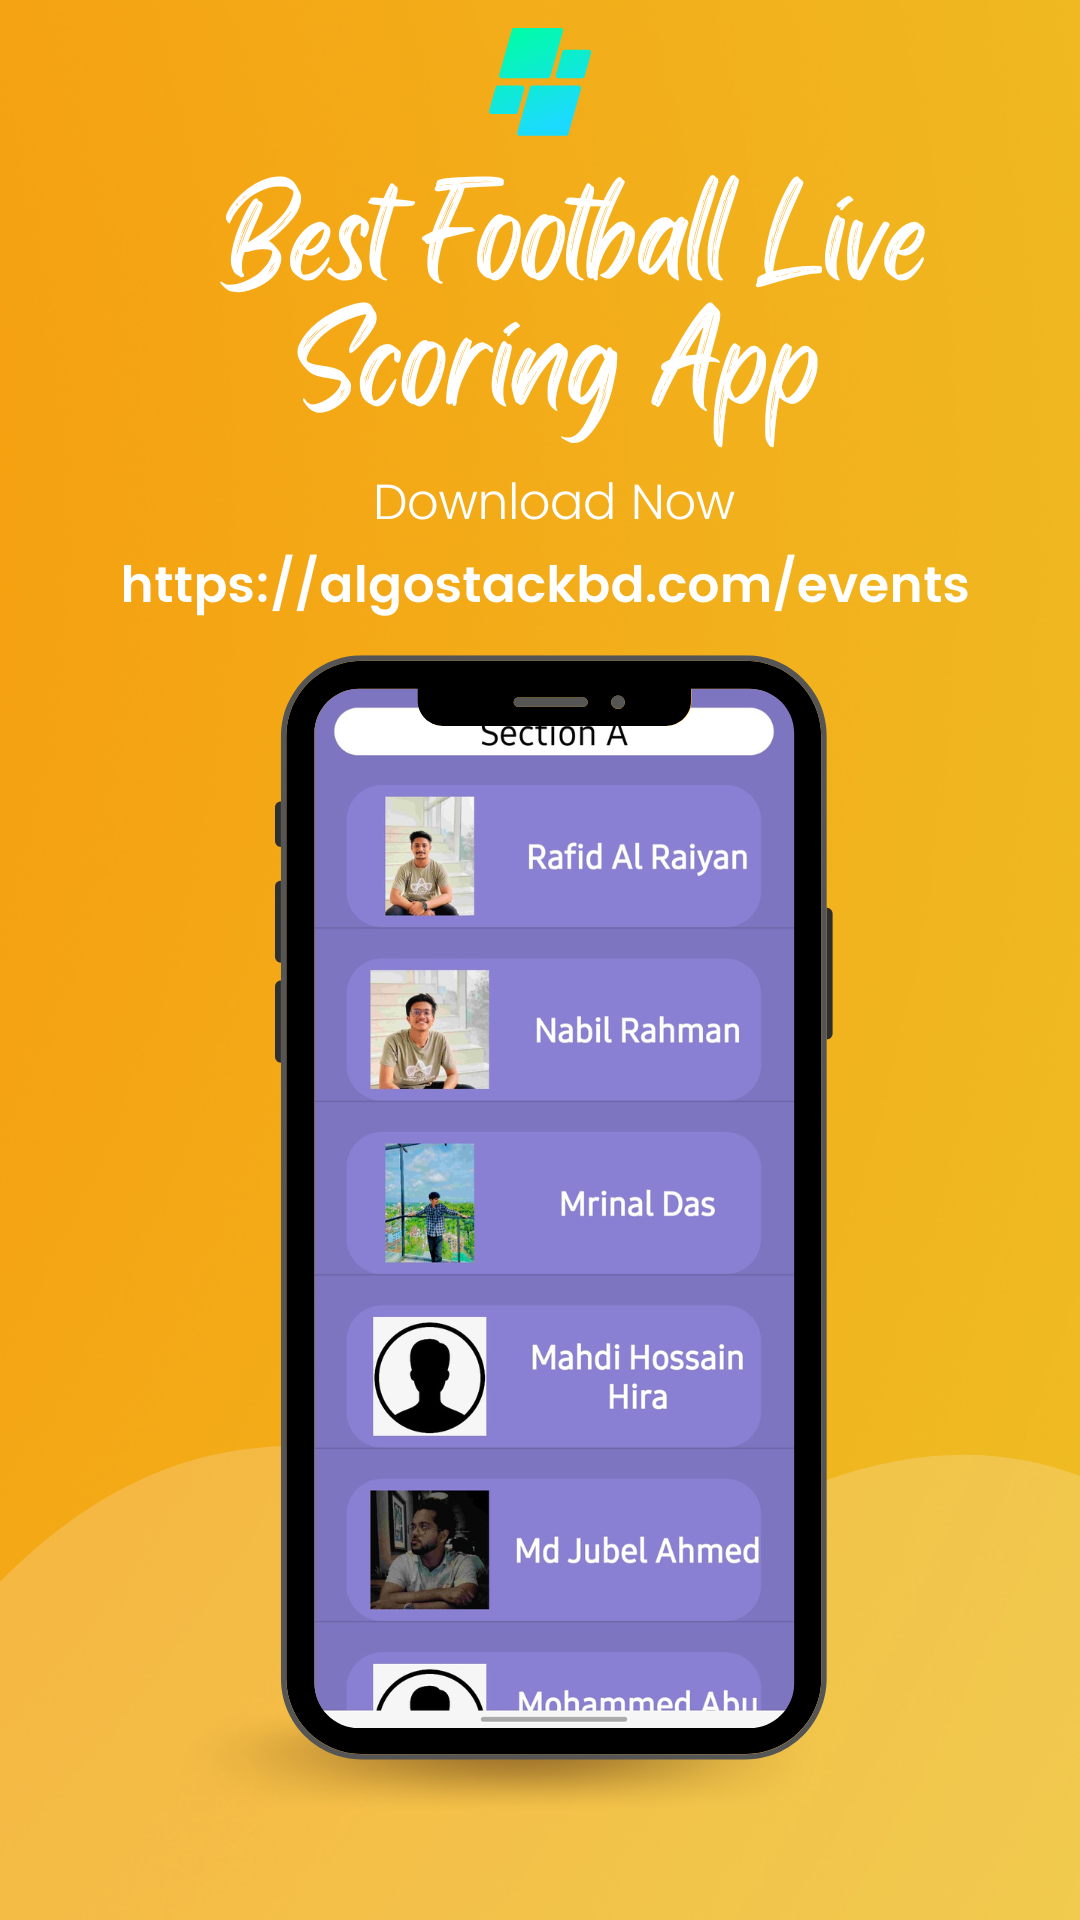 Best Football Live
Scoring App
Download Now
https://algostackbd.com/events
Section A
Rafid Al Raiyan
Nabil Rahman
Mrinal Das
Mahdi Hossain
Hira
Md Jubel Ahmed
Mohammed Abu